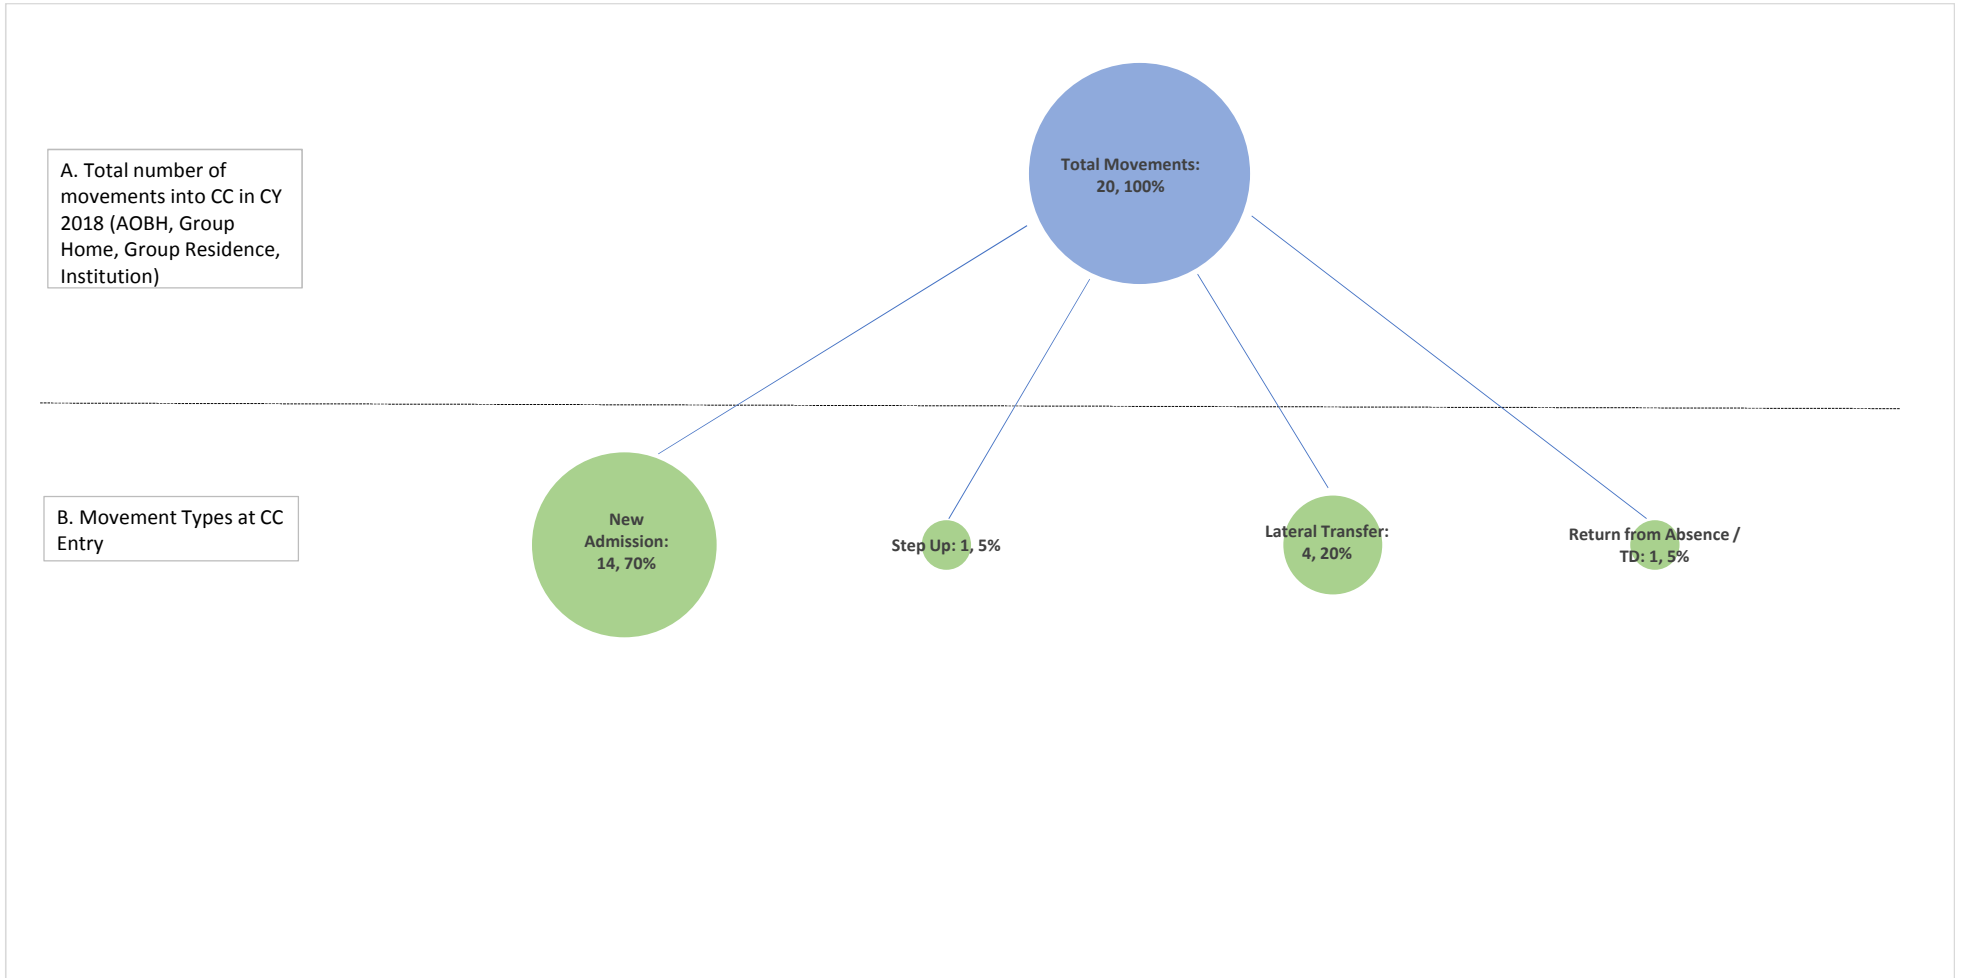 Total Movements:
20, 100%
A. Total number of
movements into CC in CY
2018 (AOBH, Group
Home, Group Residence,
Institution)
B. Movement Types at CC
Entry
New
Admission:
14, 70%
Step Up: 1, 5%
Lateral Transfer:
4, 20%
Return from Absence /
TD: 1, 5%